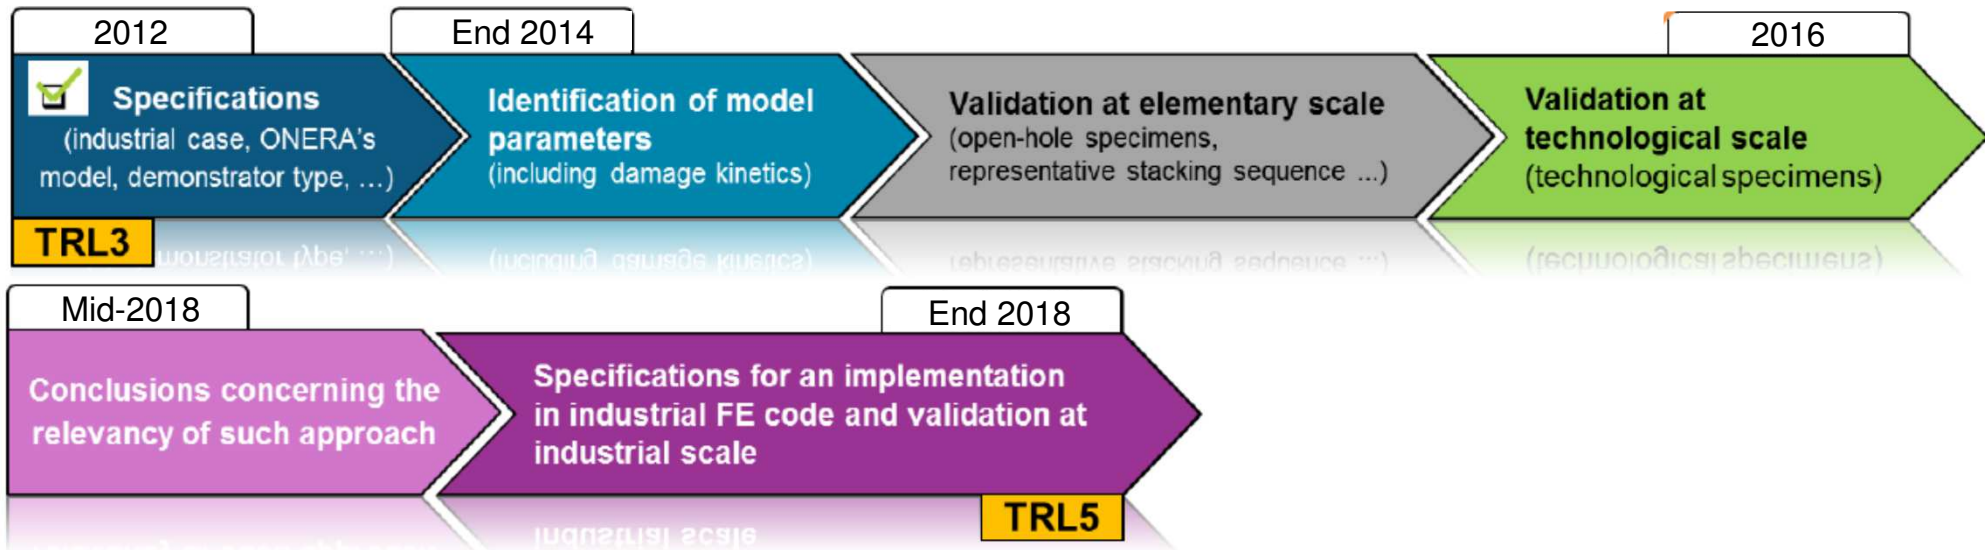 2012
End 2014
2016
Specifications
(industrial case, ONERA's
model, demonstrator type, ...)
Identification of model
parameters
(including damage kinetics)
Validation at elementary scale
(open-hole specimens,
representative stacking sequence ...)
Validation at
technological scale
(technological specimens)
TRL3
Mid-2018
End 2018
Conclusions concerning the
relevancy of such approach
Specifications for an implementation
in industrial FE code and validation at
industrial scale
TRL5